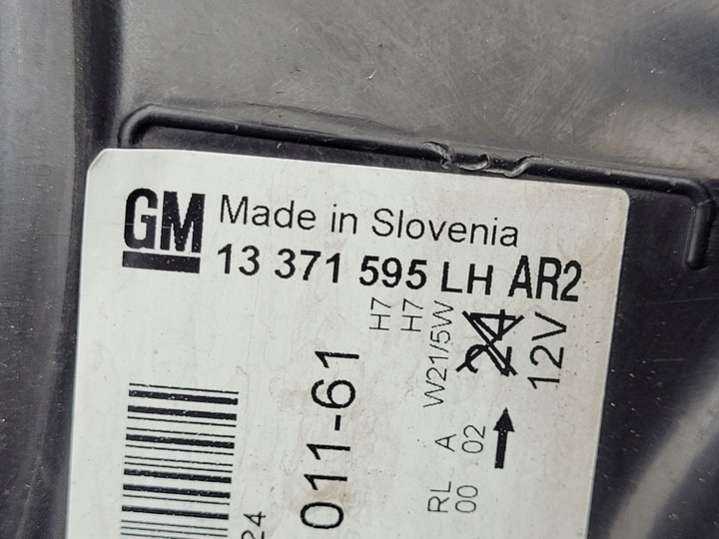 GM Made in Slovenia
13 371 595 LH AR2
H7
H7
W21/5W
24
12V
011-61
RL A
00 02
24